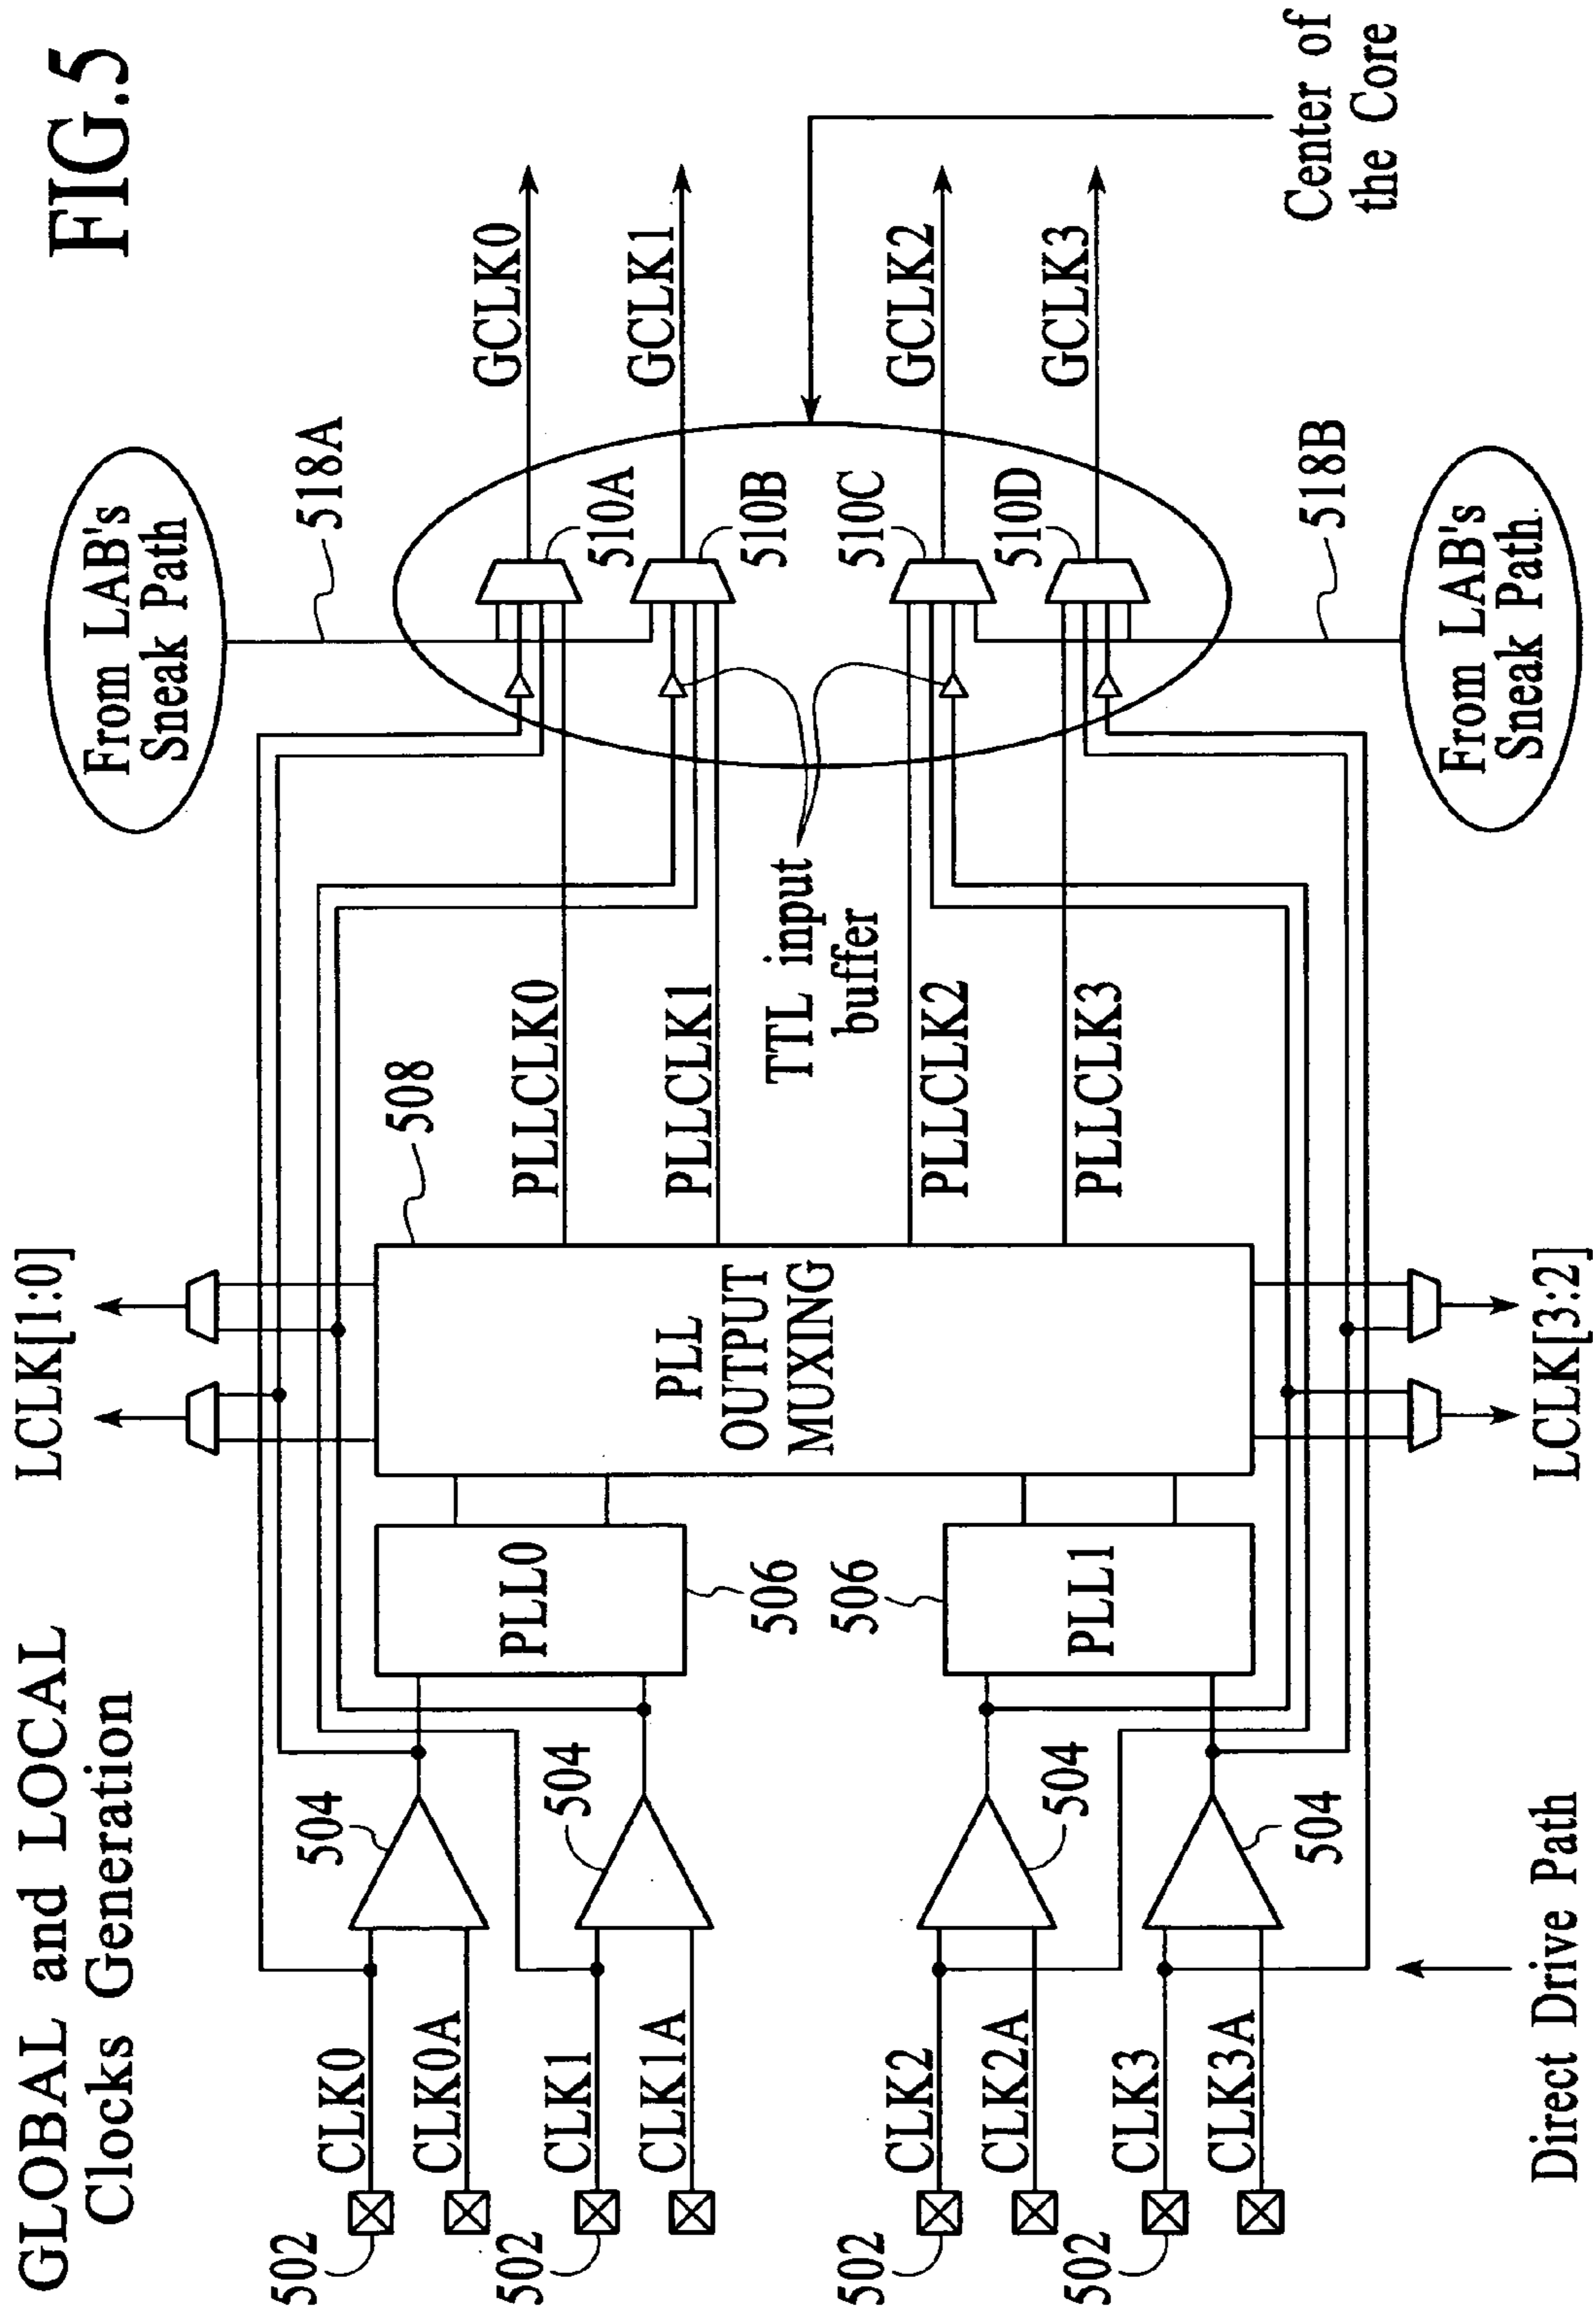 FIG.5
GLOBAL and LOCAL
Clocks Generation
LCLK[1:0]
From LAB's
Sneak Path
518A
502
CLK0
504
CLK0A
PLL0
506
508
PLLCLK0
GCLK0
510A
502
CLK1
504
CLK1A
PLL
OUTPUT
MUXING
PLLCLK1
GCLK1
510B
TTL input
buffer
502
CLK2
504
CLK2A
506
PLL1
PLLCLK2
GCLK2
510C
502
CLK3
504
CLK3A
PLLCLK3
GCLK3
510D
Center of
the Core
518B
Direct Drive Path
LCLK[3:2]
From LAB's
Sneak Path